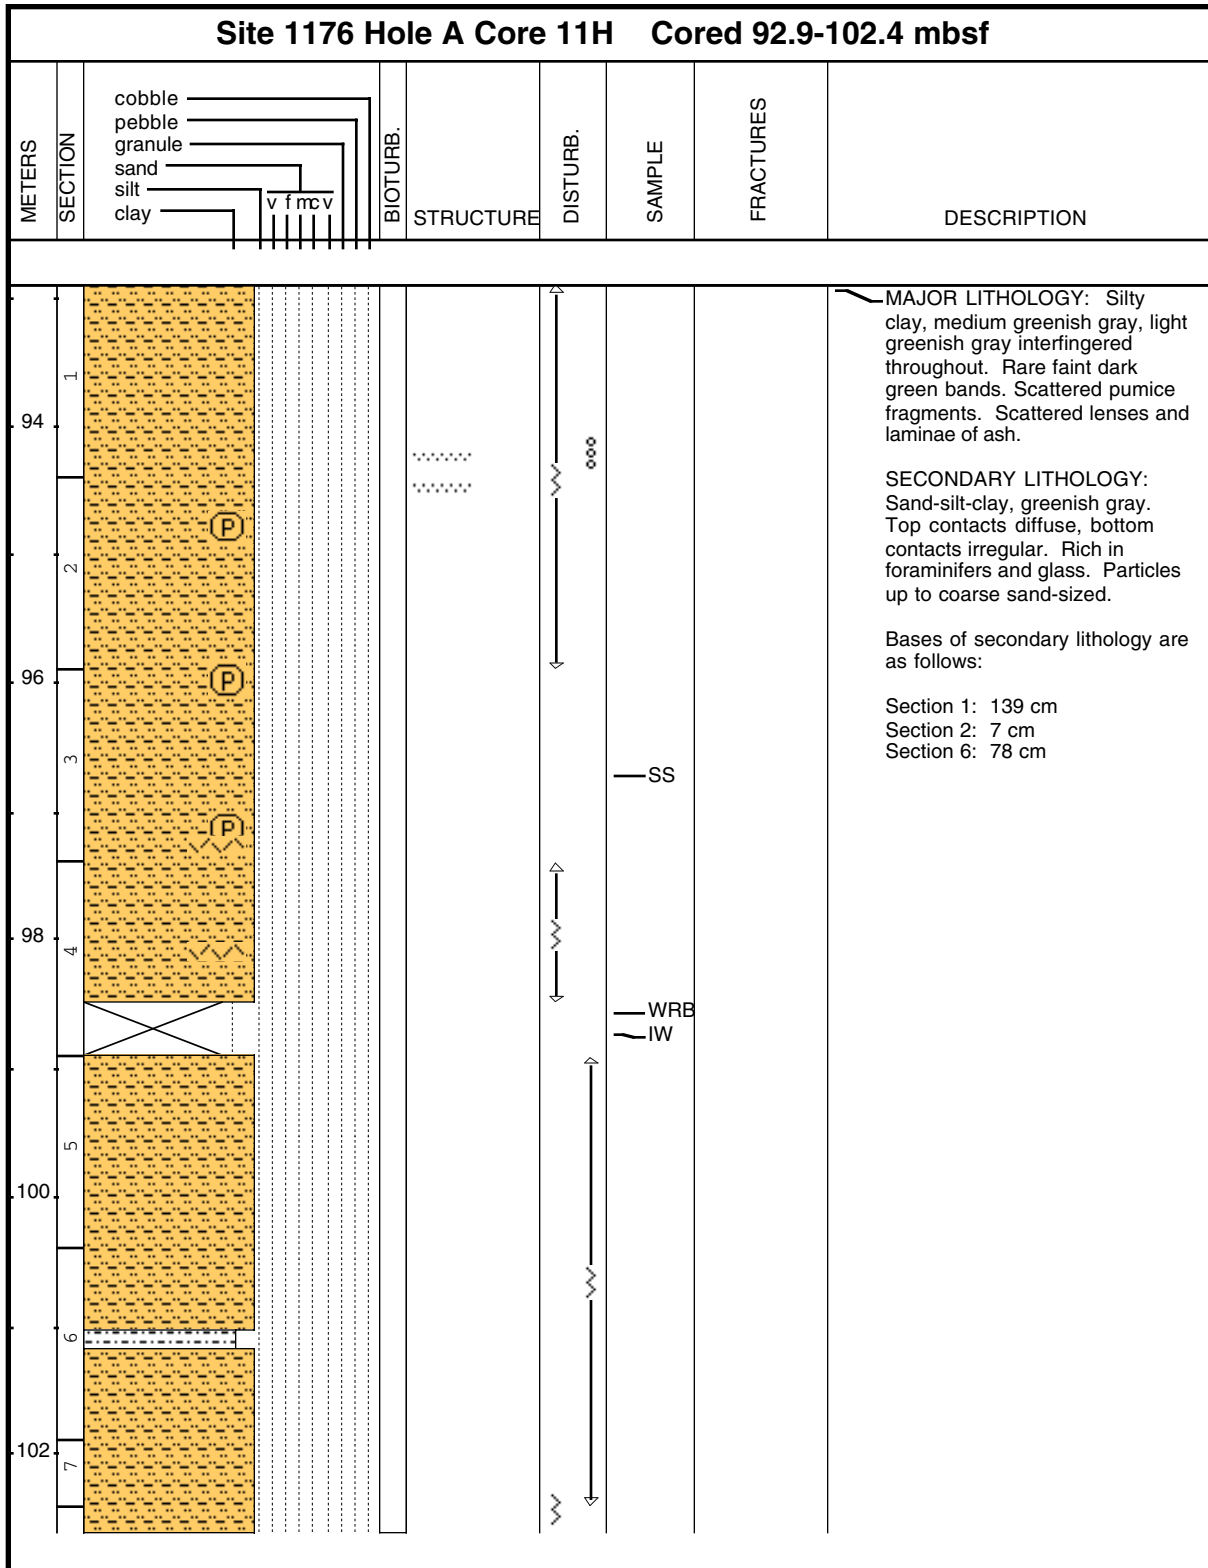 Site 1176 Hole A Core 11H Cored 92.9-102.4 mbsf
METERS
SECTION
cobble
pebble
granule
sand
silt
v f m c v
clay
BIOTURB.
STRUCTURE
DISTURB.
SAMPLE
FRACTURES
DESCRIPTION
MAJOR LITHOLOGY: Silty
clay, medium greenish gray, light
greenish gray interfingered
throughout. Rare faint dark
green bands. Scattered pumice
fragments. Scattered lenses and
laminae of ash.
SECONDARY LITHOLOGY:
Sand-silt-clay, greenish gray.
Top contacts diffuse, bottom
contacts irregular. Rich in
foraminifers and glass. Particles
up to coarse sand-sized.
Bases of secondary lithology are
as follows:
Section 1: 139 cm
Section 2: 7 cm
Section 6: 78 cm
1
94
P
2
96
P
3
SS
P
98
4
WRB
IW
5
100
6
102
7